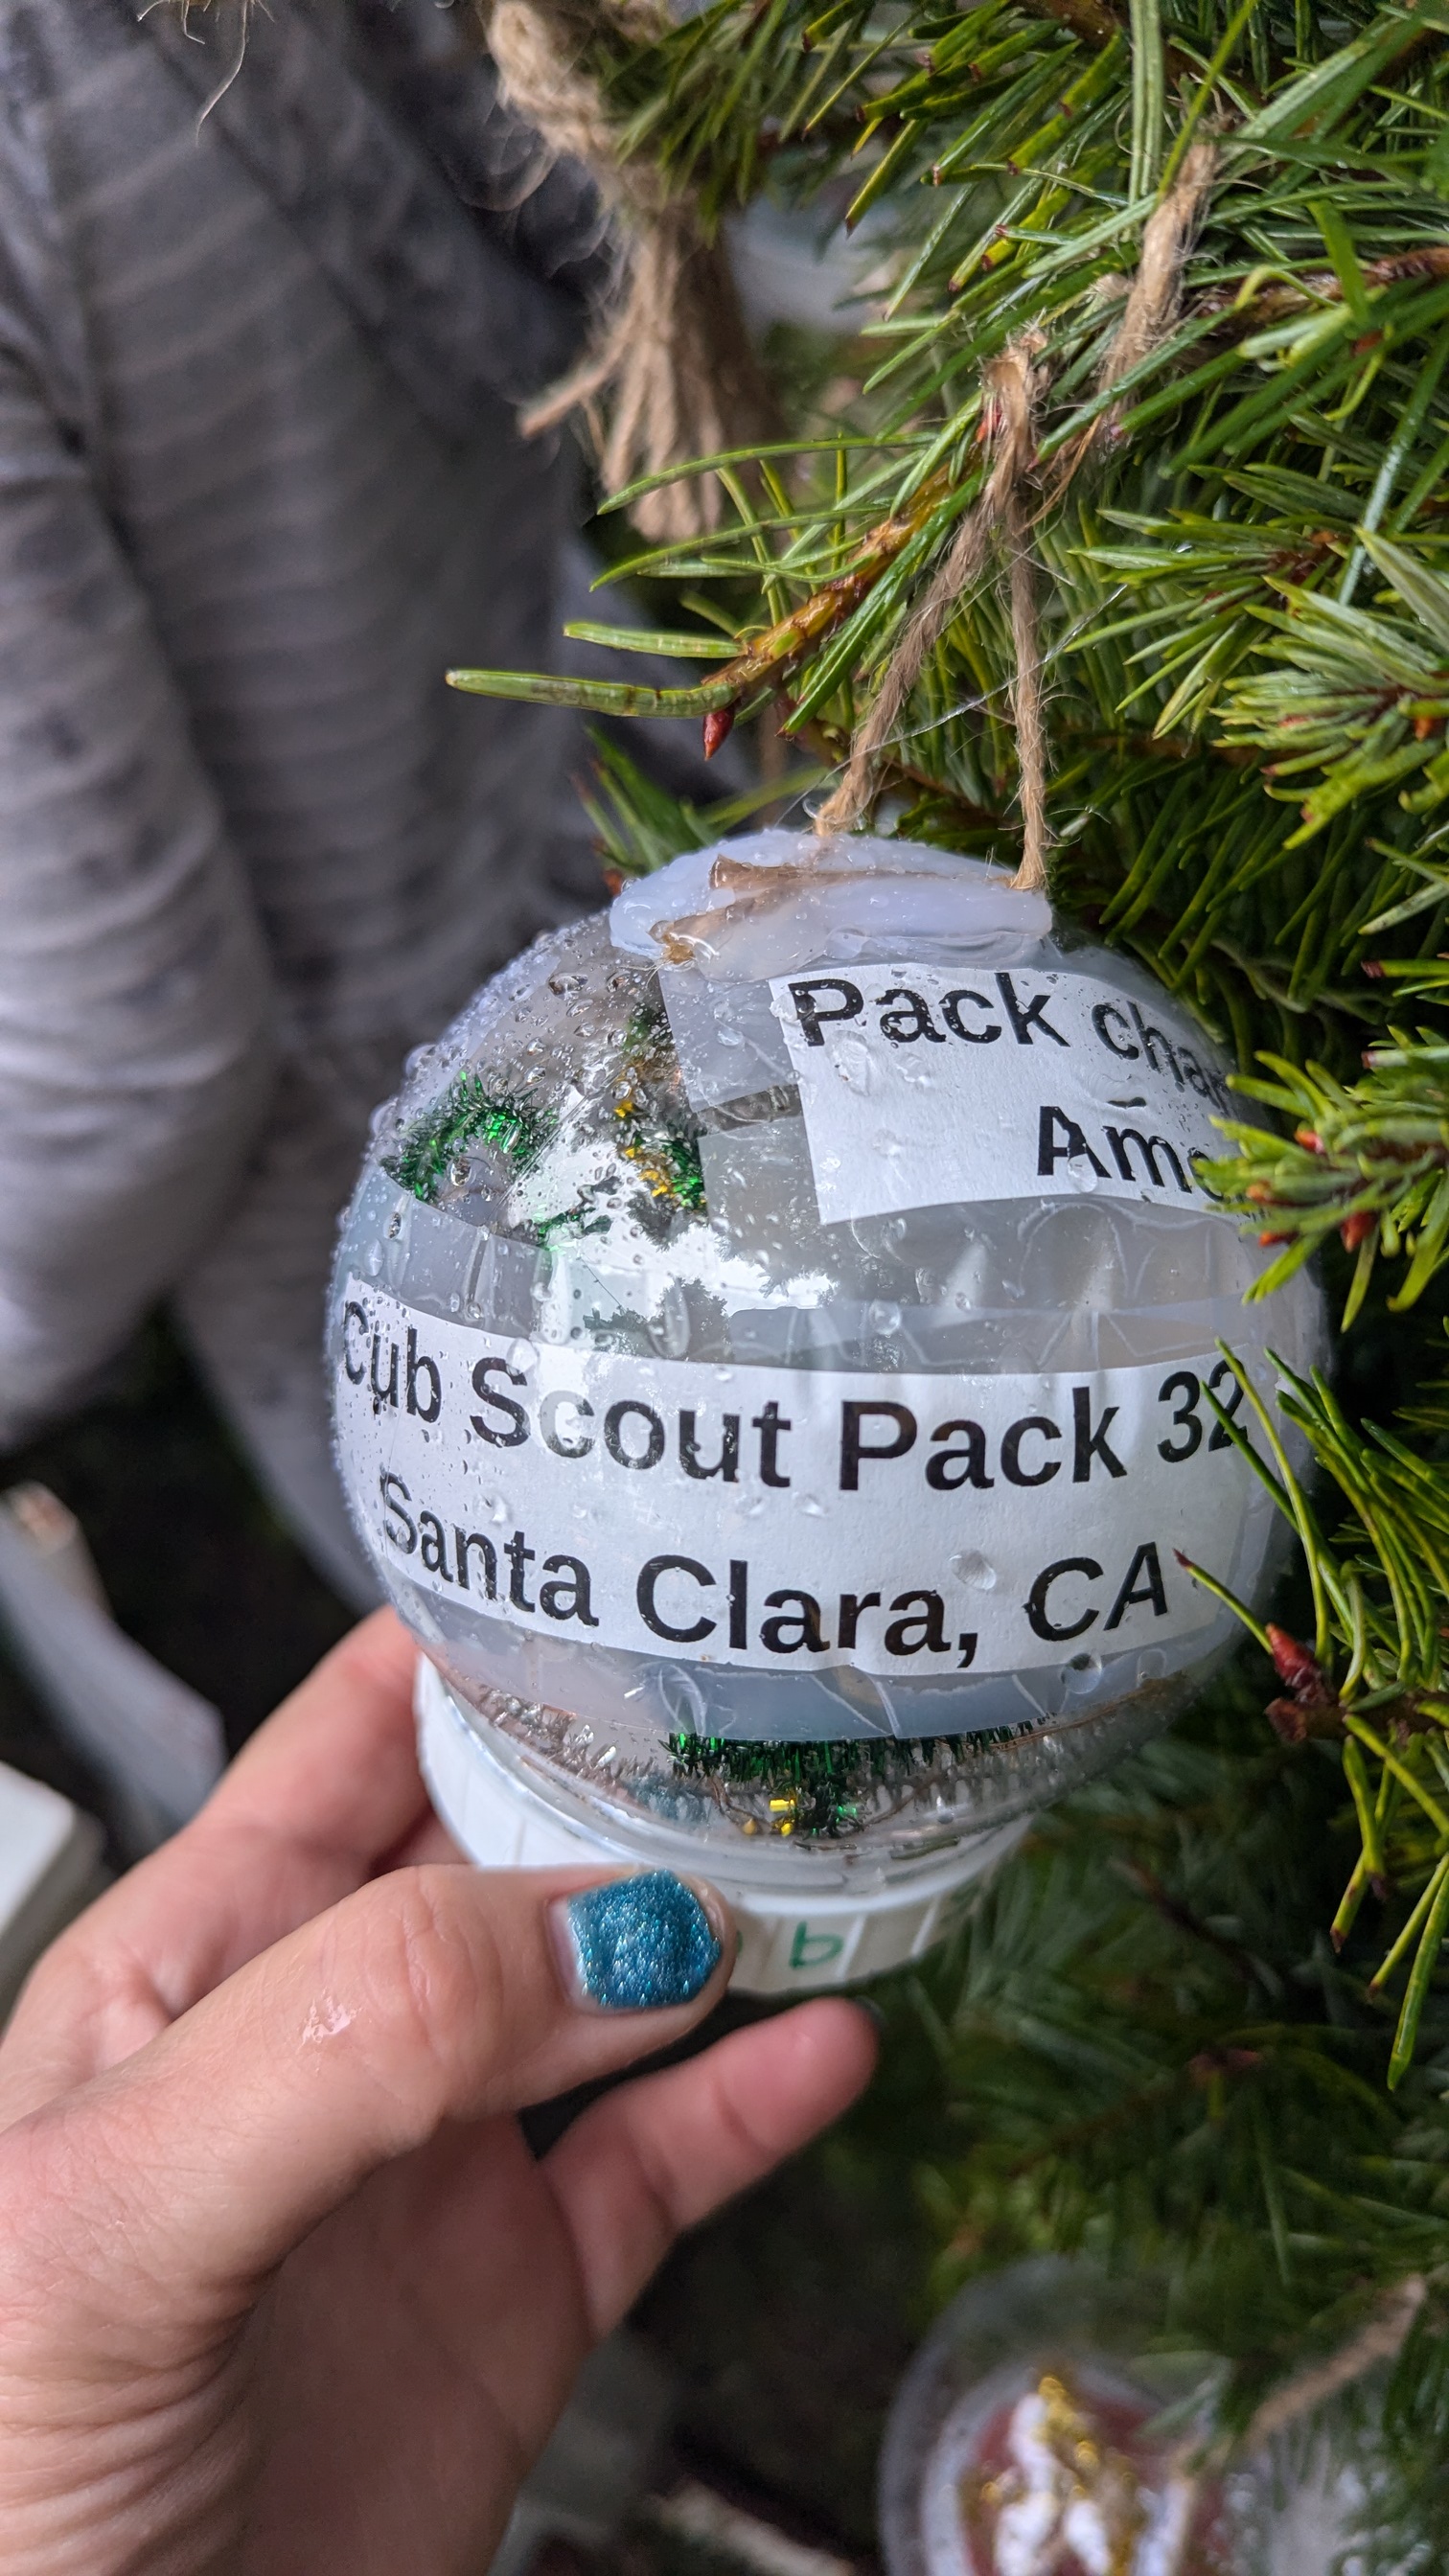 Pack
Cub Scout Pack 32
Santa Clara, CA
b